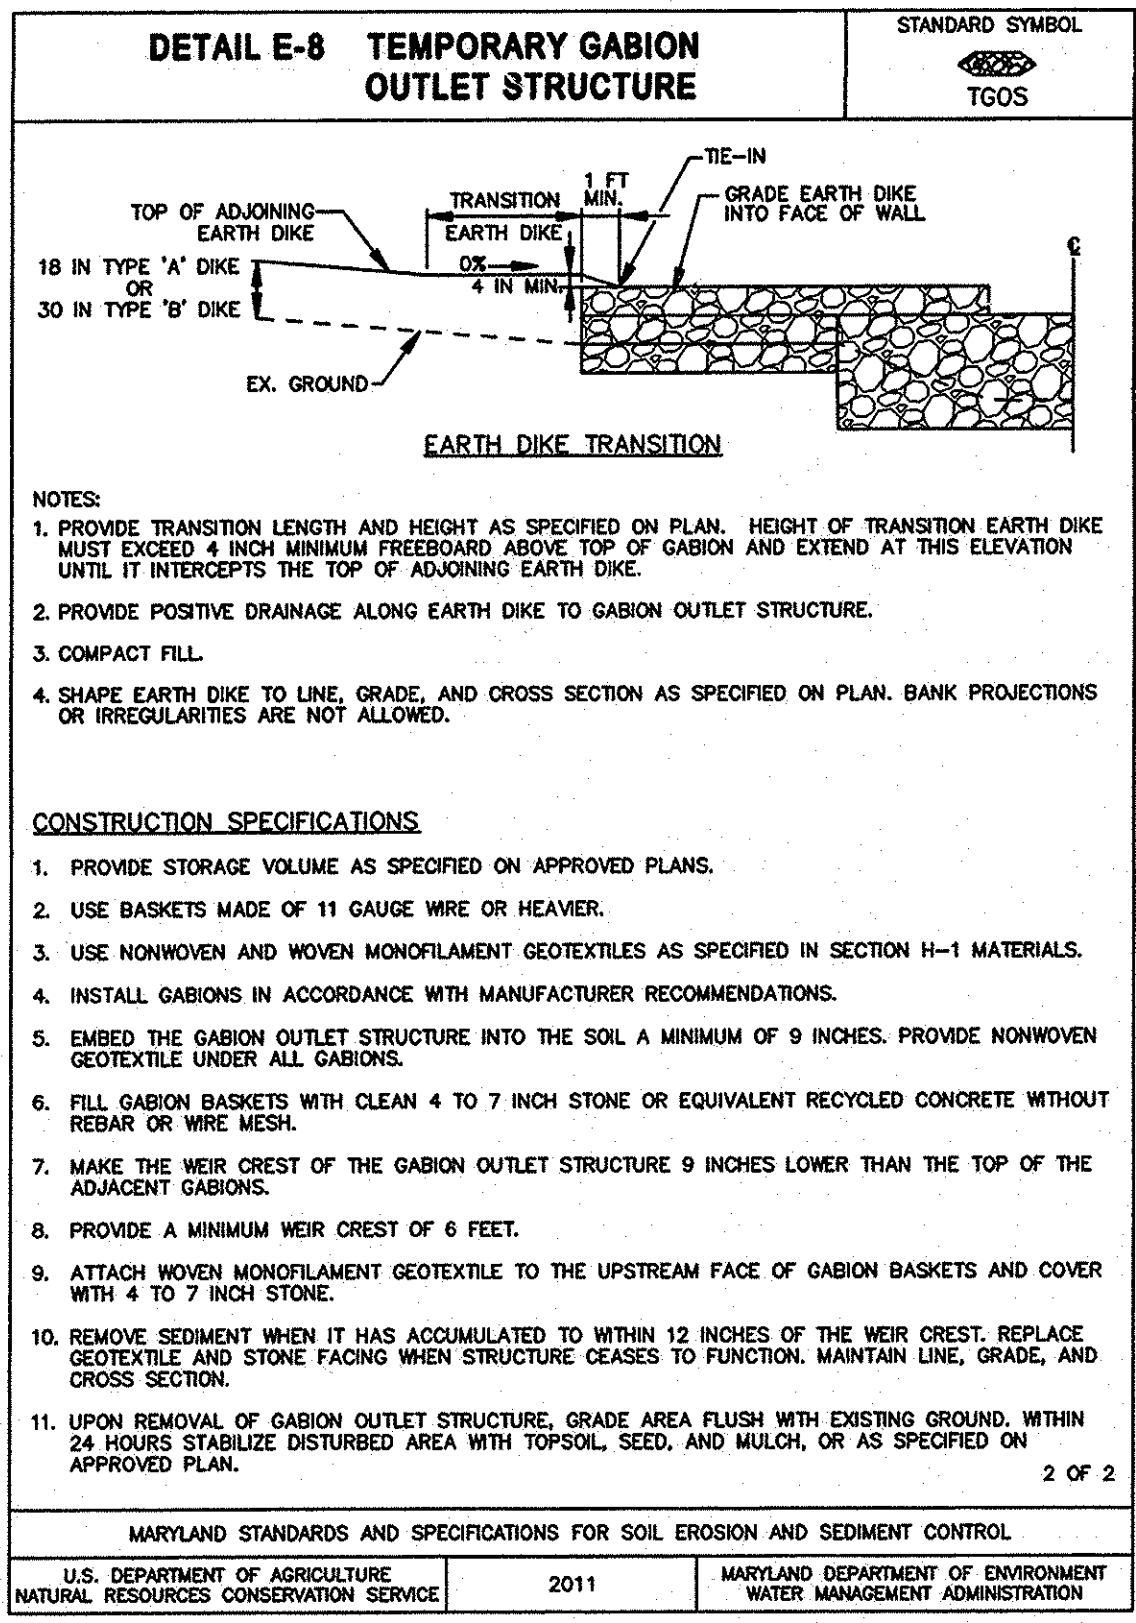 DETAIL E-8 TEMPORARY GABION
OUTLET STRUCTURE
STANDARD SYMBOL
TGOS
TIE-IN
1 FT
MIN.
GRADE EARTH DIKE
INTO FACE OF WALL
TRANSITION
EARTH DIKE
TOP OF ADJOINING
EARTH DIKE
0%
4 IN MIN.
18 IN TYPE 'A' DIKE
OR
30 IN TYPE 'B' DIKE
EX. GROUND
℄
EARTH DIKE TRANSITION
NOTES:
1. PROVIDE TRANSITION LENGTH AND HEIGHT AS SPECIFIED ON PLAN. HEIGHT OF TRANSITION EARTH DIKE
MUST EXCEED 4 INCH MINIMUM FREEBOARD ABOVE TOP OF GABION AND EXTEND AT THIS ELEVATION
UNTIL IT INTERCEPTS THE TOP OF ADJOINING EARTH DIKE.
2. PROVIDE POSITIVE DRAINAGE ALONG EARTH DIKE TO GABION OUTLET STRUCTURE.
3. COMPACT FILL.
4. SHAPE EARTH DIKE TO LINE, GRADE, AND CROSS SECTION AS SPECIFIED ON PLAN. BANK PROJECTIONS
OR IRREGULARITIES ARE NOT ALLOWED.
CONSTRUCTION SPECIFICATIONS
1. PROVIDE STORAGE VOLUME AS SPECIFIED ON APPROVED PLANS.
2. USE BASKETS MADE OF 11 GAUGE WIRE OR HEAVIER.
3. USE NONWOVEN AND WOVEN MONOFILAMENT GEOTEXTILES AS SPECIFIED IN SECTION H-1 MATERIALS.
4. INSTALL GABIONS IN ACCORDANCE WITH MANUFACTURER RECOMMENDATIONS.
5. EMBED THE GABION OUTLET STRUCTURE INTO THE SOIL A MINIMUM OF 9 INCHES. PROVIDE NONWOVEN
GEOTEXTILE UNDER ALL GABIONS.
6. FILL GABION BASKETS WITH CLEAN 4 TO 7 INCH STONE OR EQUIVALENT RECYCLED CONCRETE WITHOUT
REBAR OR WIRE MESH.
7. MAKE THE WEIR CREST OF THE GABION OUTLET STRUCTURE 9 INCHES LOWER THAN THE TOP OF THE
ADJACENT GABIONS.
8. PROVIDE A MINIMUM WEIR CREST OF 6 FEET.
9. ATTACH WOVEN MONOFILAMENT GEOTEXTILE TO THE UPSTREAM FACE OF GABION BASKETS AND COVER
WITH 4 TO 7 INCH STONE.
10. REMOVE SEDIMENT WHEN IT HAS ACCUMULATED TO WITHIN 12 INCHES OF THE WEIR CREST. REPLACE
GEOTEXTILE AND STONE FACING WHEN STRUCTURE CEASES TO FUNCTION. MAINTAIN LINE, GRADE, AND
CROSS SECTION.
11. UPON REMOVAL OF GABION OUTLET STRUCTURE, GRADE AREA FLUSH WITH EXISTING GROUND. WITHIN
24 HOURS STABILIZE DISTURBED AREA WITH TOPSOIL, SEED, AND MULCH, OR AS SPECIFIED ON
APPROVED PLAN.
2 OF 2
MARYLAND STANDARDS AND SPECIFICATIONS FOR SOIL EROSION AND SEDIMENT CONTROL
U.S. DEPARTMENT OF AGRICULTURE
NATURAL RESOURCES CONSERVATION SERVICE
2011
MARYLAND DEPARTMENT OF ENVIRONMENT
WATER MANAGEMENT ADMINISTRATION